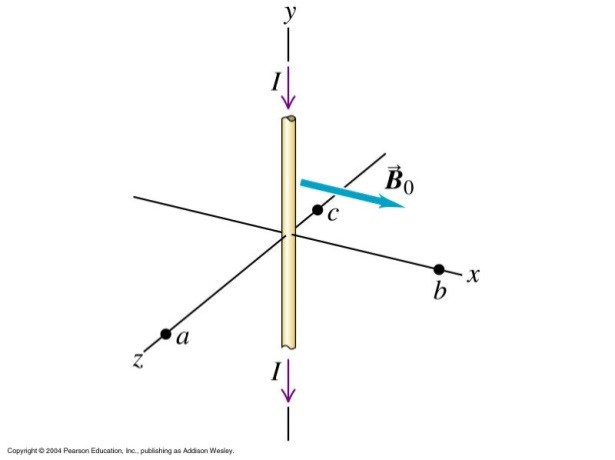 y
I
B⃗₀
c
x
b
a
z
I
Copyright © 2004 Pearson Education, Inc., publishing as Addison Wesley.